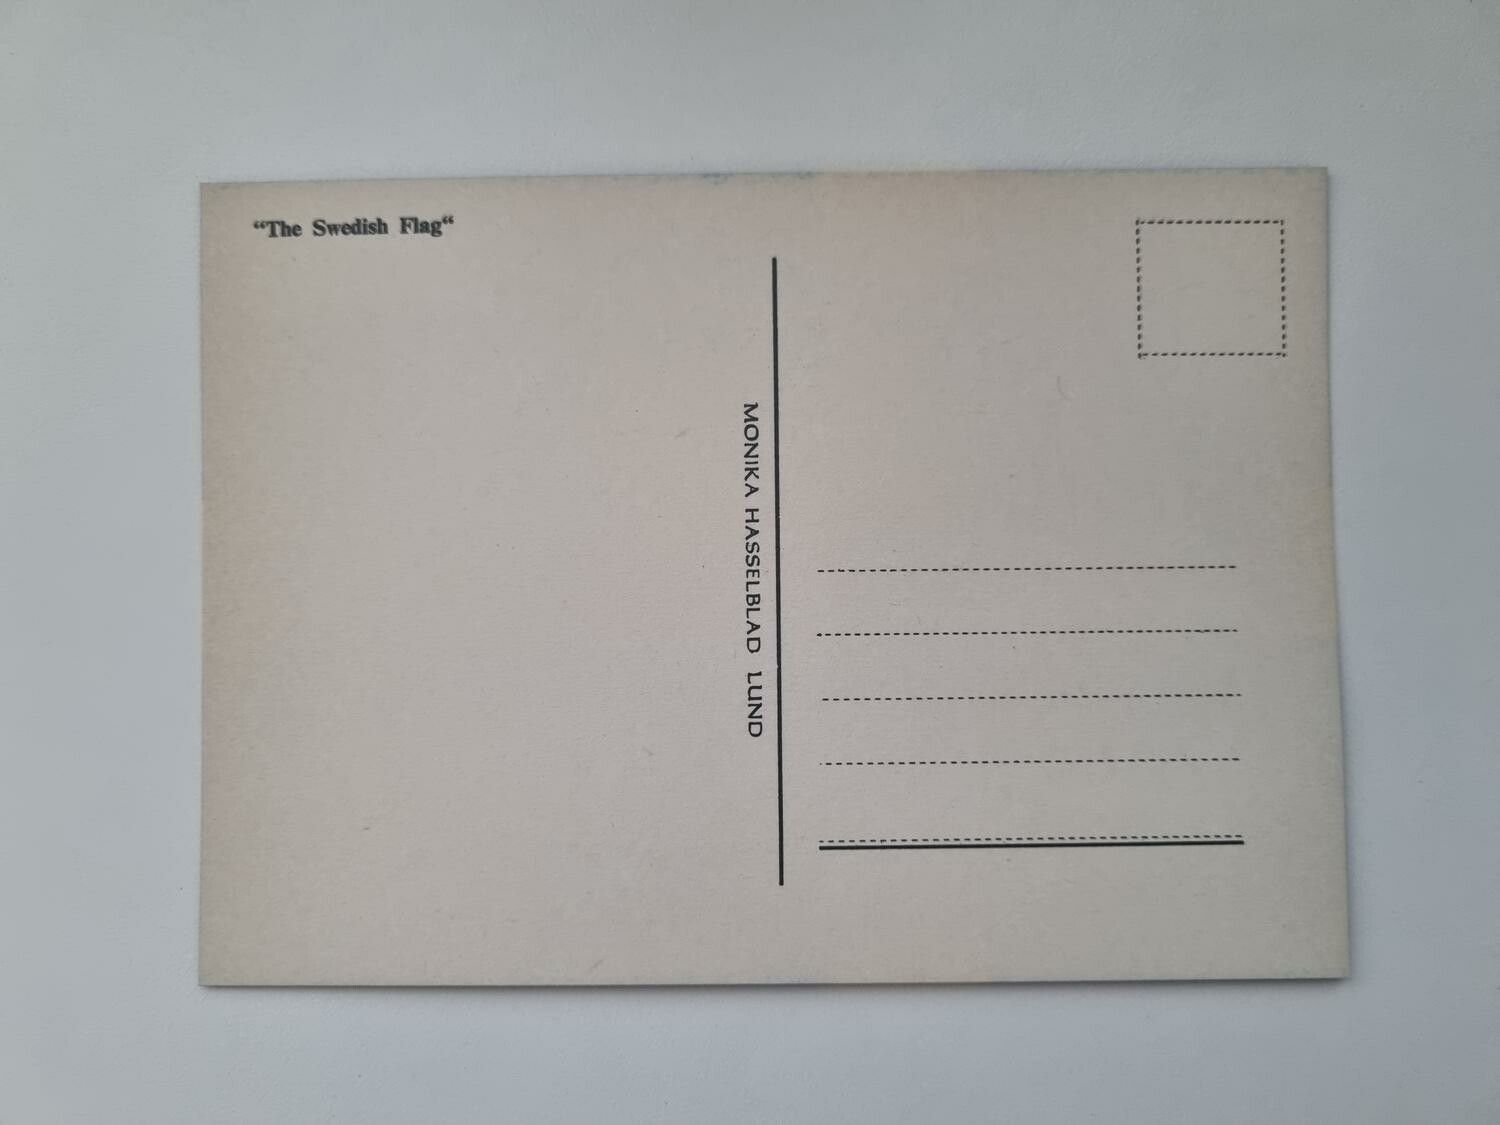 “The Swedish Flag“
MONIKA HASSELBLAD LUND